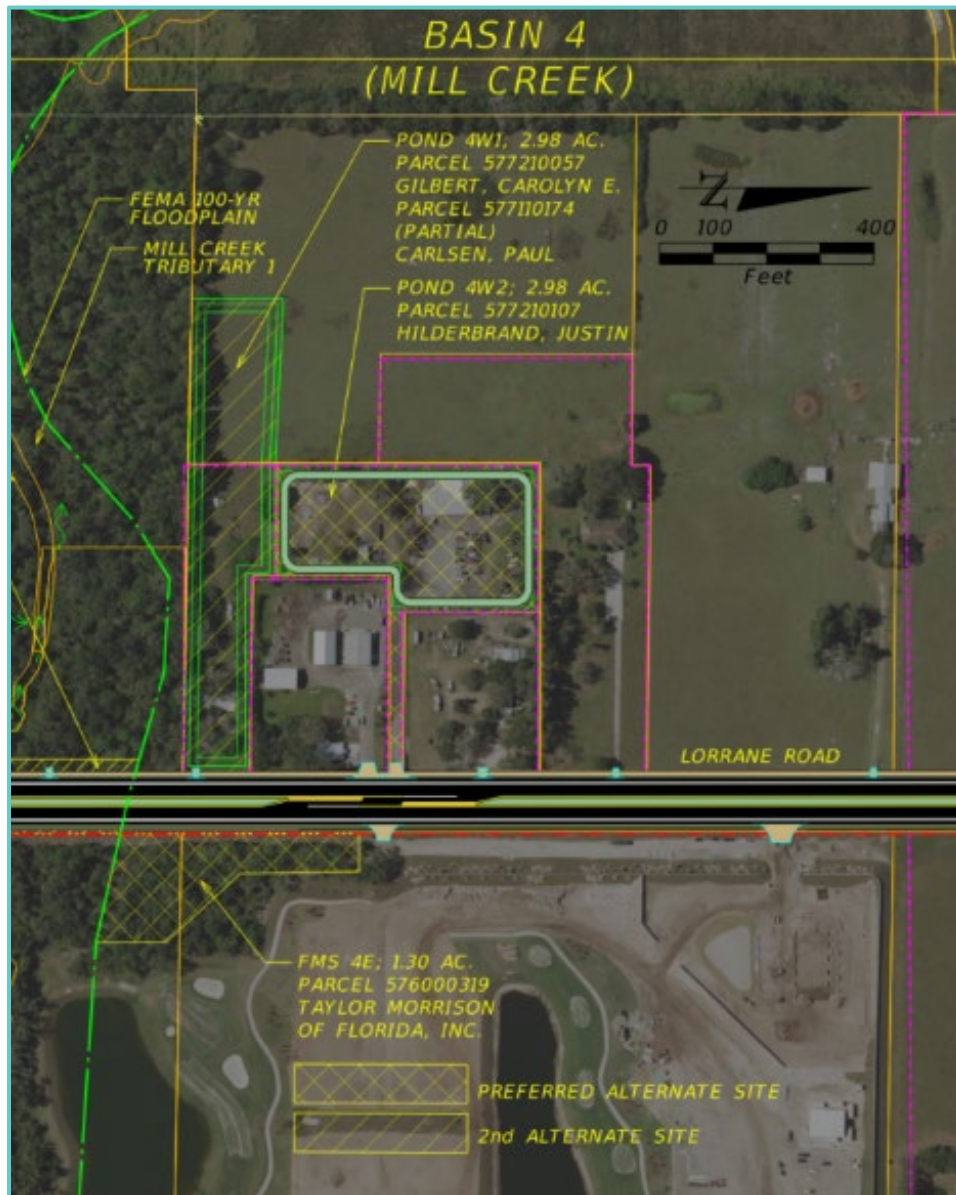 BASIN 4
(MILL CREEK)
POND 4W1; 2.98 AC.
PARCEL 577210057
GILBERT, CAROLYN E.
PARCEL 577110174
(PARTIAL)
CARLSEN, PAUL
FEMA 100-YR
FLOODPLAIN
MILL CREEK
TRIBUTARY 1
N
0 100 400
Feet
POND 4W2; 2.98 AC.
PARCEL 577210107
HILDERBRAND, JUSTIN
LORRANE ROAD
FMS 4E; 1.30 AC.
PARCEL 576000319
TAYLOR MORRISON
OF FLORIDA, INC.
PREFERRED ALTERNATE SITE
2nd ALTERNATE SITE